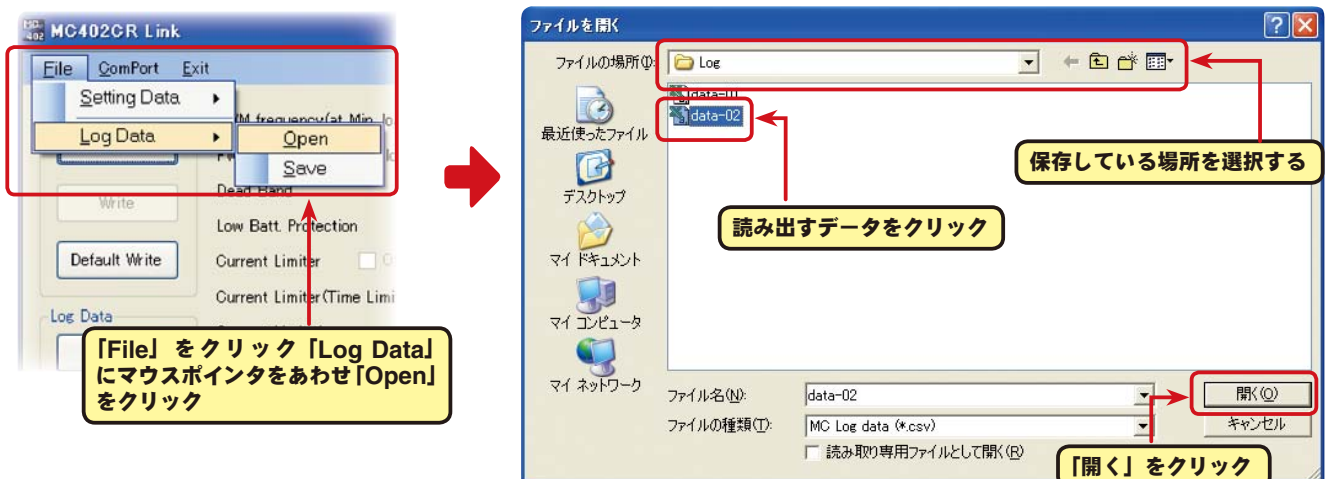 MC402CR Link
File ComPort Exit
Setting Data
Log Data
Open
Save
Write
Dead Band
Low Batt. Protection
Default Write
Current Limiter
Current Limiter(Time Limi
Log Data
「File」をクリック「Log Data」
にマウスポインタをあわせ「Open」
をクリック
ファイルを開く
ファイルの場所(I):
Log
data-01
data-02
最近使ったファイル
デスクトップ
マイ ドキュメント
マイ コンピュータ
マイ ネットワーク
保存している場所を選択する
読み出すデータをクリック
ファイル名(N):
data-02
開く(O)
ファイルの種類(T):
MC Log data (*.csv)
キャンセル
読み取り専用ファイルとして開く(R)
「開く」をクリック